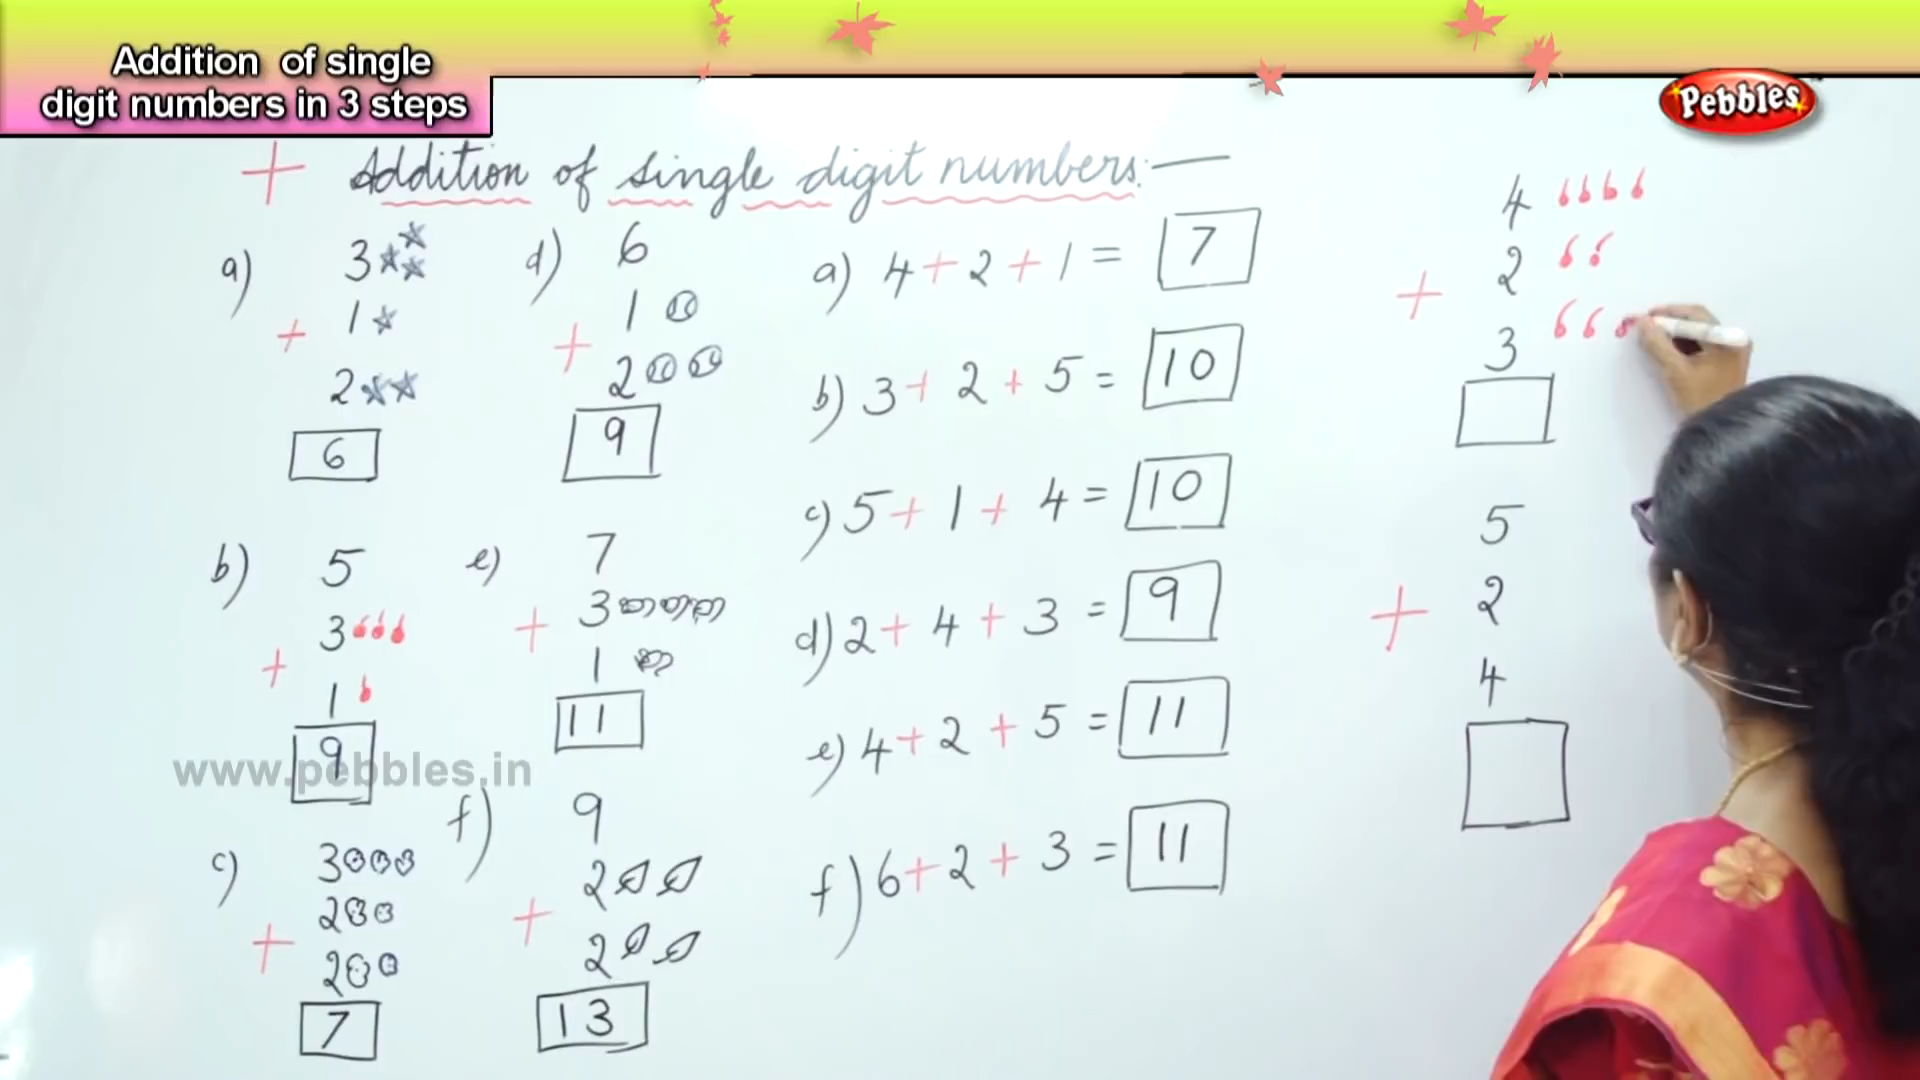 Addition of single
digit numbers in 3 steps
Pebbles
+ Addition of single digit numbers:—
a) 3
1
+
2
6
b) 5
3
+
1
9
c) 3
2
+
2
7
d) 6
1
+
2
9
e) 7
3
+
1
11
f) 9
2
+
2
13
a) 4 + 2 + 1 = 7
b) 3 + 2 + 5 = 10
c) 5 + 1 + 4 = 10
d) 2 + 4 + 3 = 9
e) 4 + 2 + 5 = 11
f) 6 + 2 + 3 = 11
4
2
+
3
5
2
+
4
www.pebbles.in